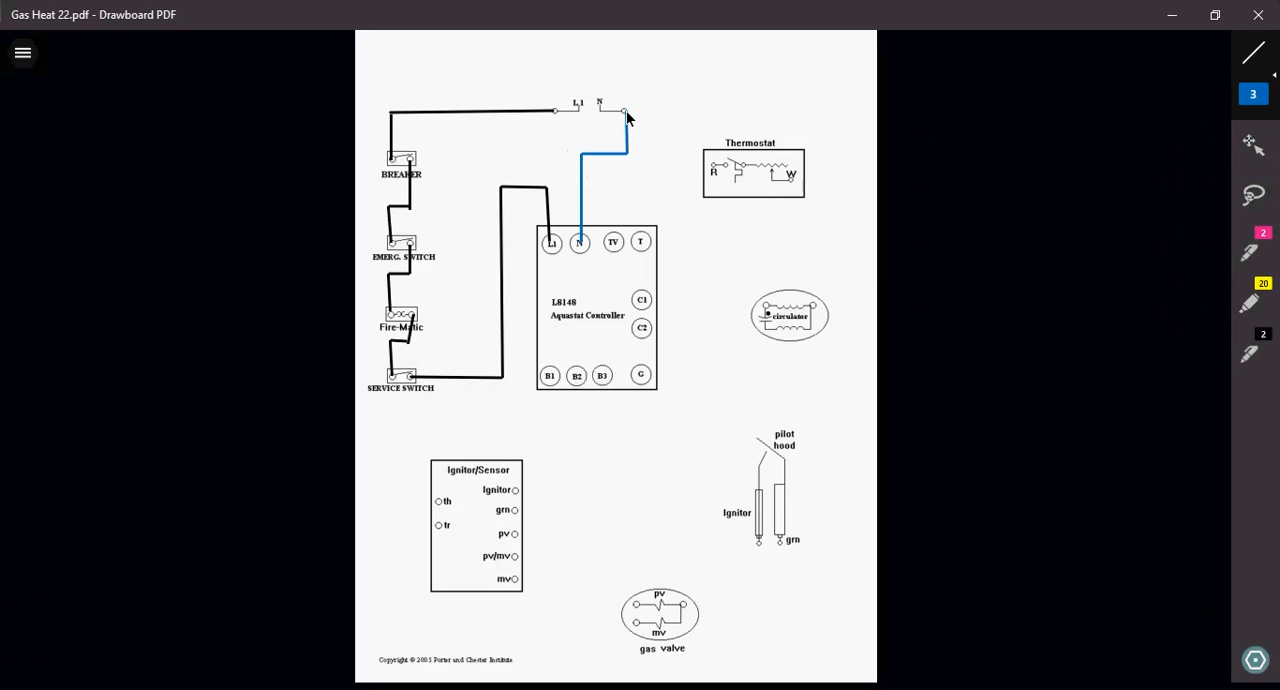 Gas Heat 22.pdf - Drawboard PDF
3
2
20
2
L1 N
BREAKER
EMERG. SWITCH
Fire-Matic
SERVICE SWITCH
Thermostat
R W
L1 N TV T
L8148
Aquastat Controller
C1
C2
B1 B2 B3 G
circulator
pilot
hood
Ignitor
grn
Ignitor/Sensor
Ignitor
th
grn
tr
pv
pv/mv
mv
pv
mv
gas valve
Copyright © 2005 Porter and Chester Institute